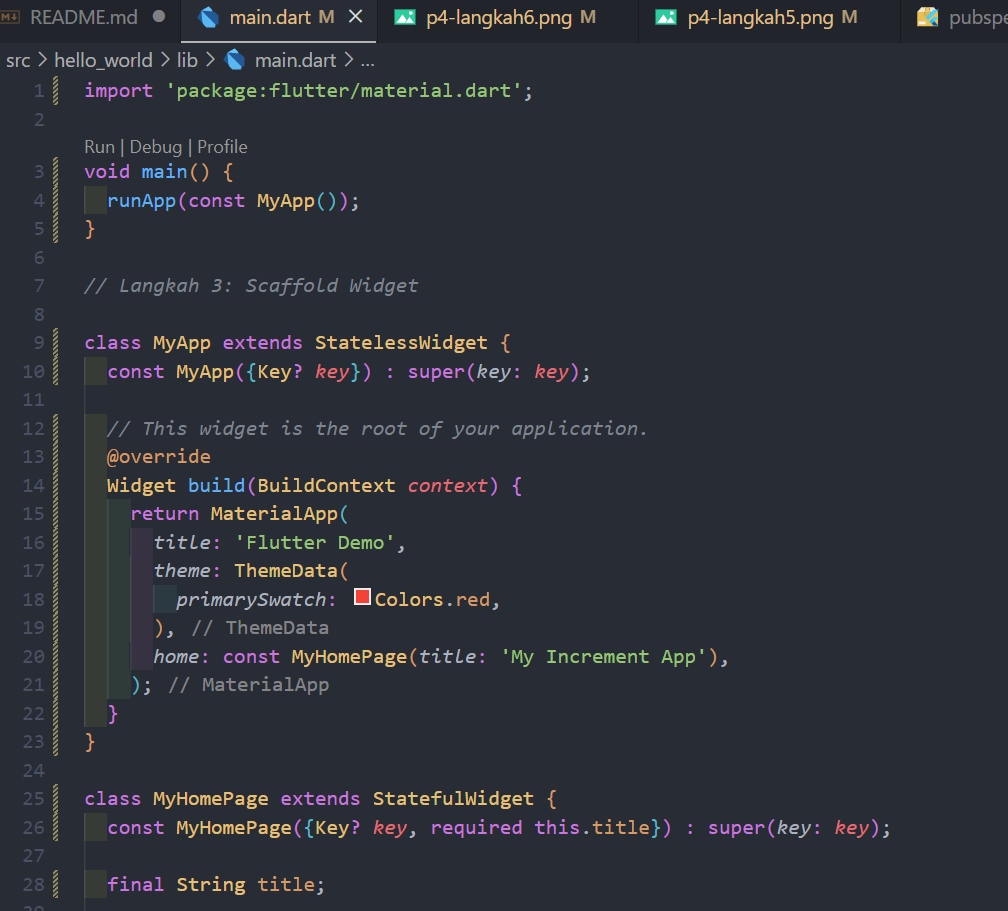 README.md
main.dart M
p4-langkah6.png M
p4-langkah5.png M
src > hello_world > lib > main.dart > ...
1 import 'package:flutter/material.dart';
2
Run | Debug | Profile
3 void main() {
4   runApp(const MyApp());
5 }
6
7 // Langkah 3: Scaffold Widget
8
9 class MyApp extends StatelessWidget {
10   const MyApp({Key? key}) : super(key: key);
11
12   // This widget is the root of your application.
13   @override
14   Widget build(BuildContext context) {
15     return MaterialApp(
16       title: 'Flutter Demo',
17       theme: ThemeData(
18         primarySwatch: Colors.red,
19       ), // ThemeData
20       home: const MyHomePage(title: 'My Increment App'),
21     ); // MaterialApp
22   }
23 }
24
25 class MyHomePage extends StatefulWidget {
26   const MyHomePage({Key? key, required this.title}) : super(key: key);
27
28   final String title;